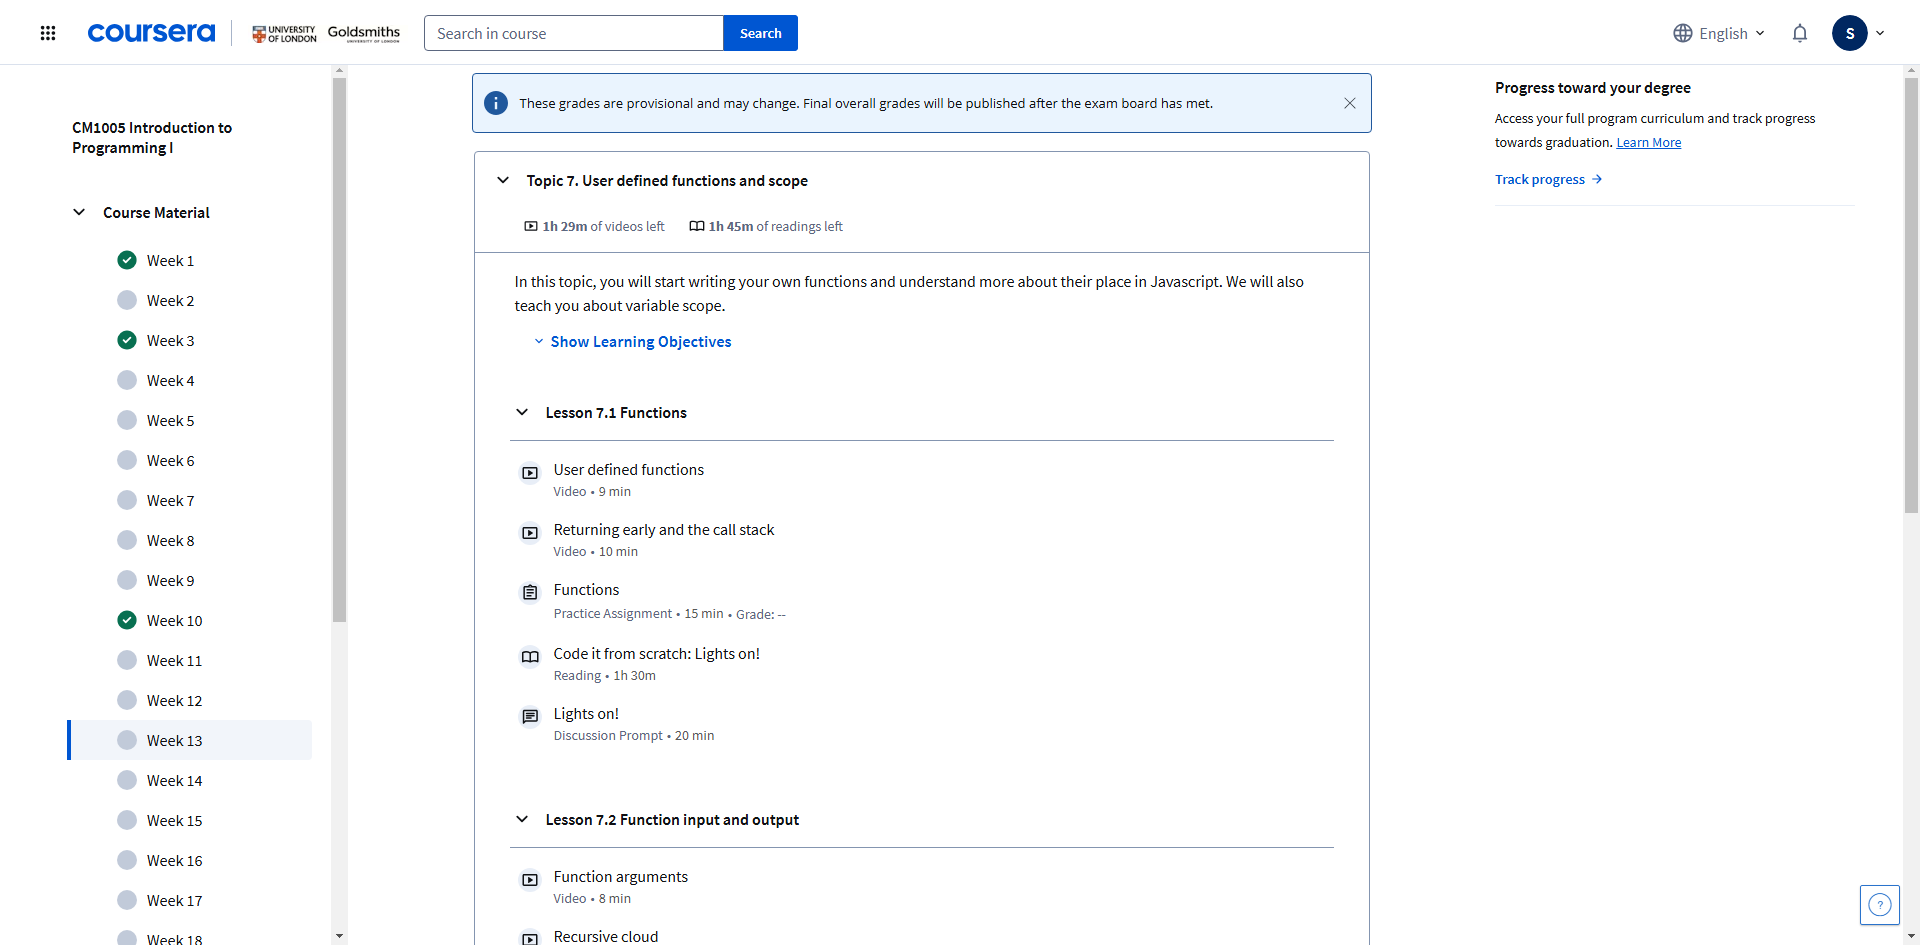 coursera
UNIVERSITY
OF LONDON
Goldsmiths
UNIVERSITY OF LONDON
Search in course
Search
English
S
CM1005 Introduction to
Programming I
Course Material
Week 1
Week 2
Week 3
Week 4
Week 5
Week 6
Week 7
Week 8
Week 9
Week 10
Week 11
Week 12
Week 13
Week 14
Week 15
Week 16
Week 17
Week 18
These grades are provisional and may change. Final overall grades will be published after the exam board has met.
Topic 7. User defined functions and scope
1h 29m of videos left
1h 45m of readings left
In this topic, you will start writing your own functions and understand more about their place in Javascript. We will also
teach you about variable scope.
Show Learning Objectives
Lesson 7.1 Functions
User defined functions
Video • 9 min
Returning early and the call stack
Video • 10 min
Functions
Practice Assignment • 15 min • Grade: --
Code it from scratch: Lights on!
Reading • 1h 30m
Lights on!
Discussion Prompt • 20 min
Lesson 7.2 Function input and output
Function arguments
Video • 8 min
Recursive cloud
Progress toward your degree
Access your full program curriculum and track progress
towards graduation. Learn More
Track progress →
?